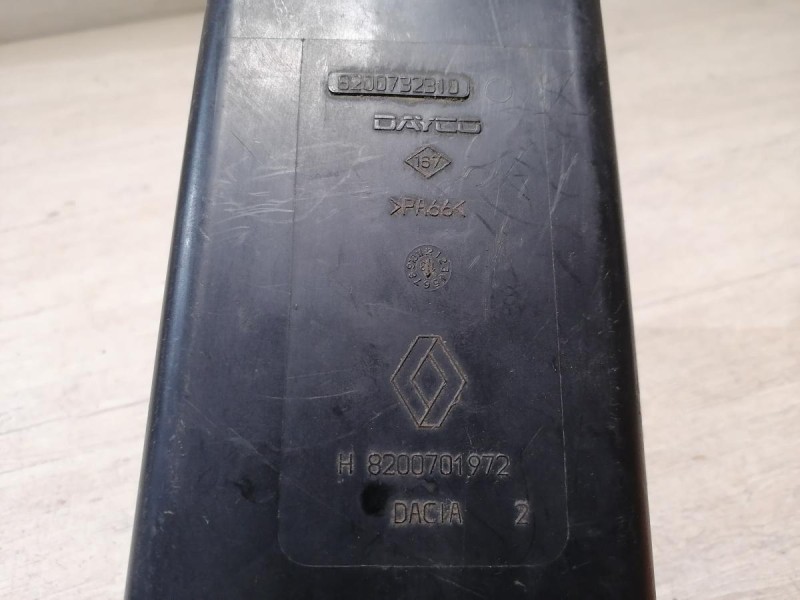 8200732310
DAYCO
167
>PA66<
H 8200701972
DACIA 2